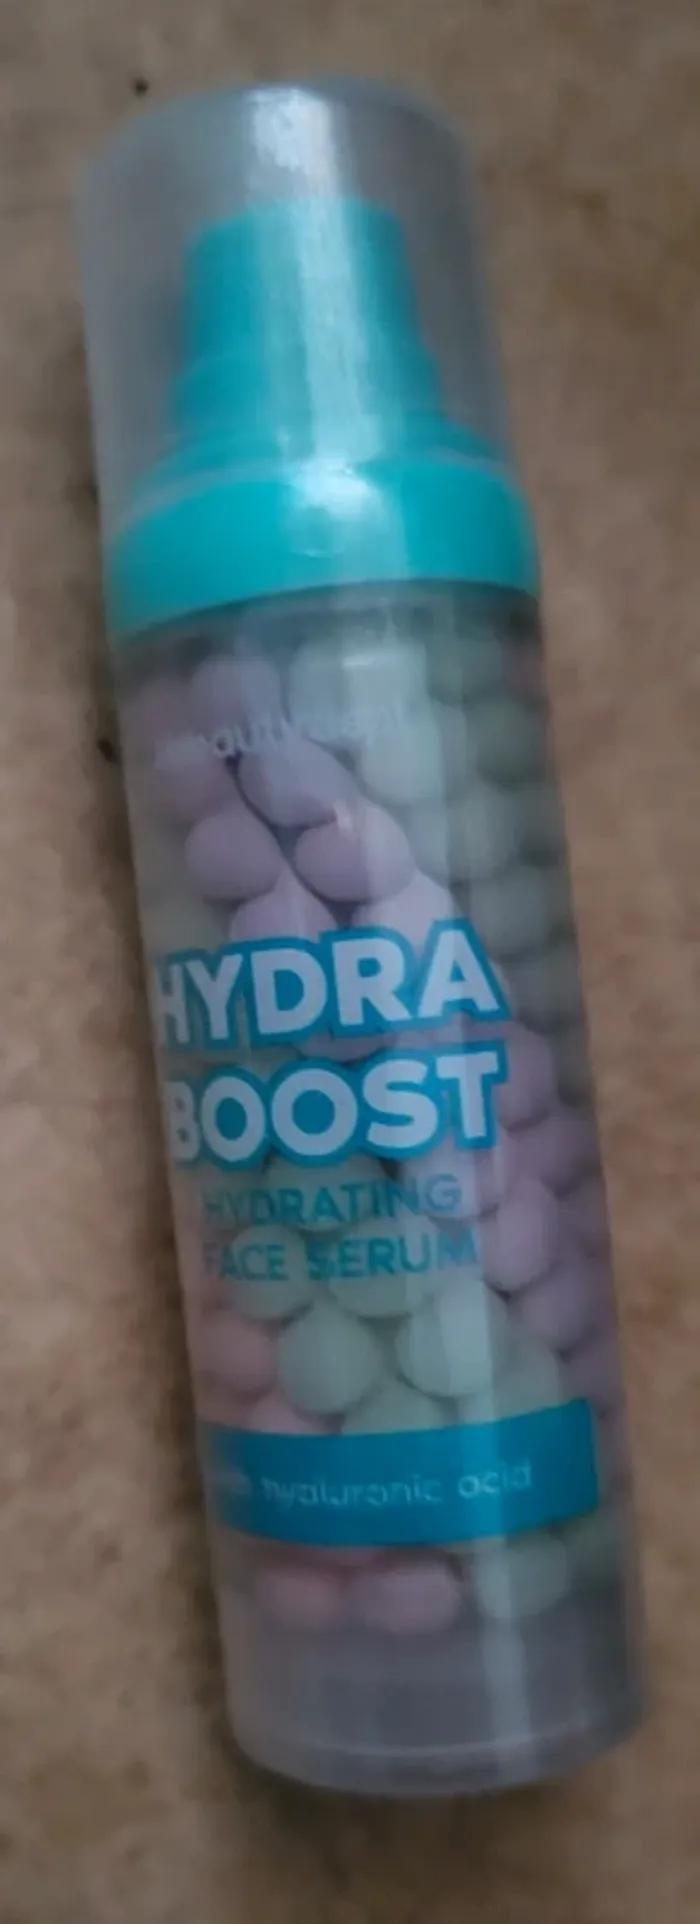 HYDRA
BOOST
HYDRATING
FACE SERUM
hyaluronic acid